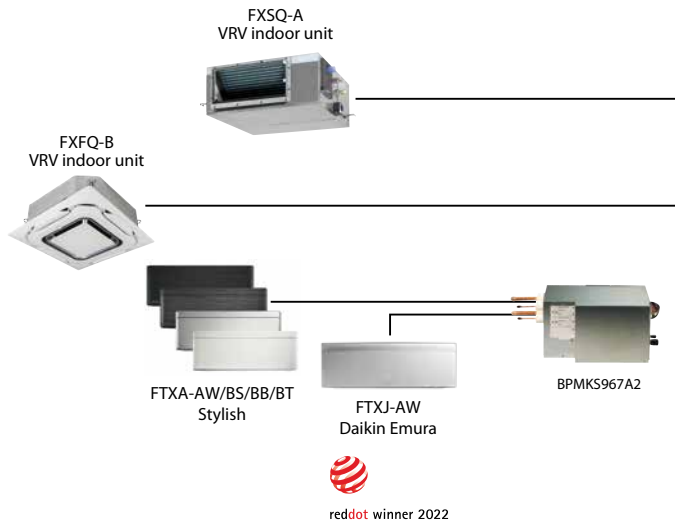 FXSQ-A
VRV indoor unit
FXFQ-B
VRV indoor unit
FTXA-AW/BS/BB/BT
Stylish
FTXJ-AW
Daikin Emura
BPMKS967A2
reddot winner 2022